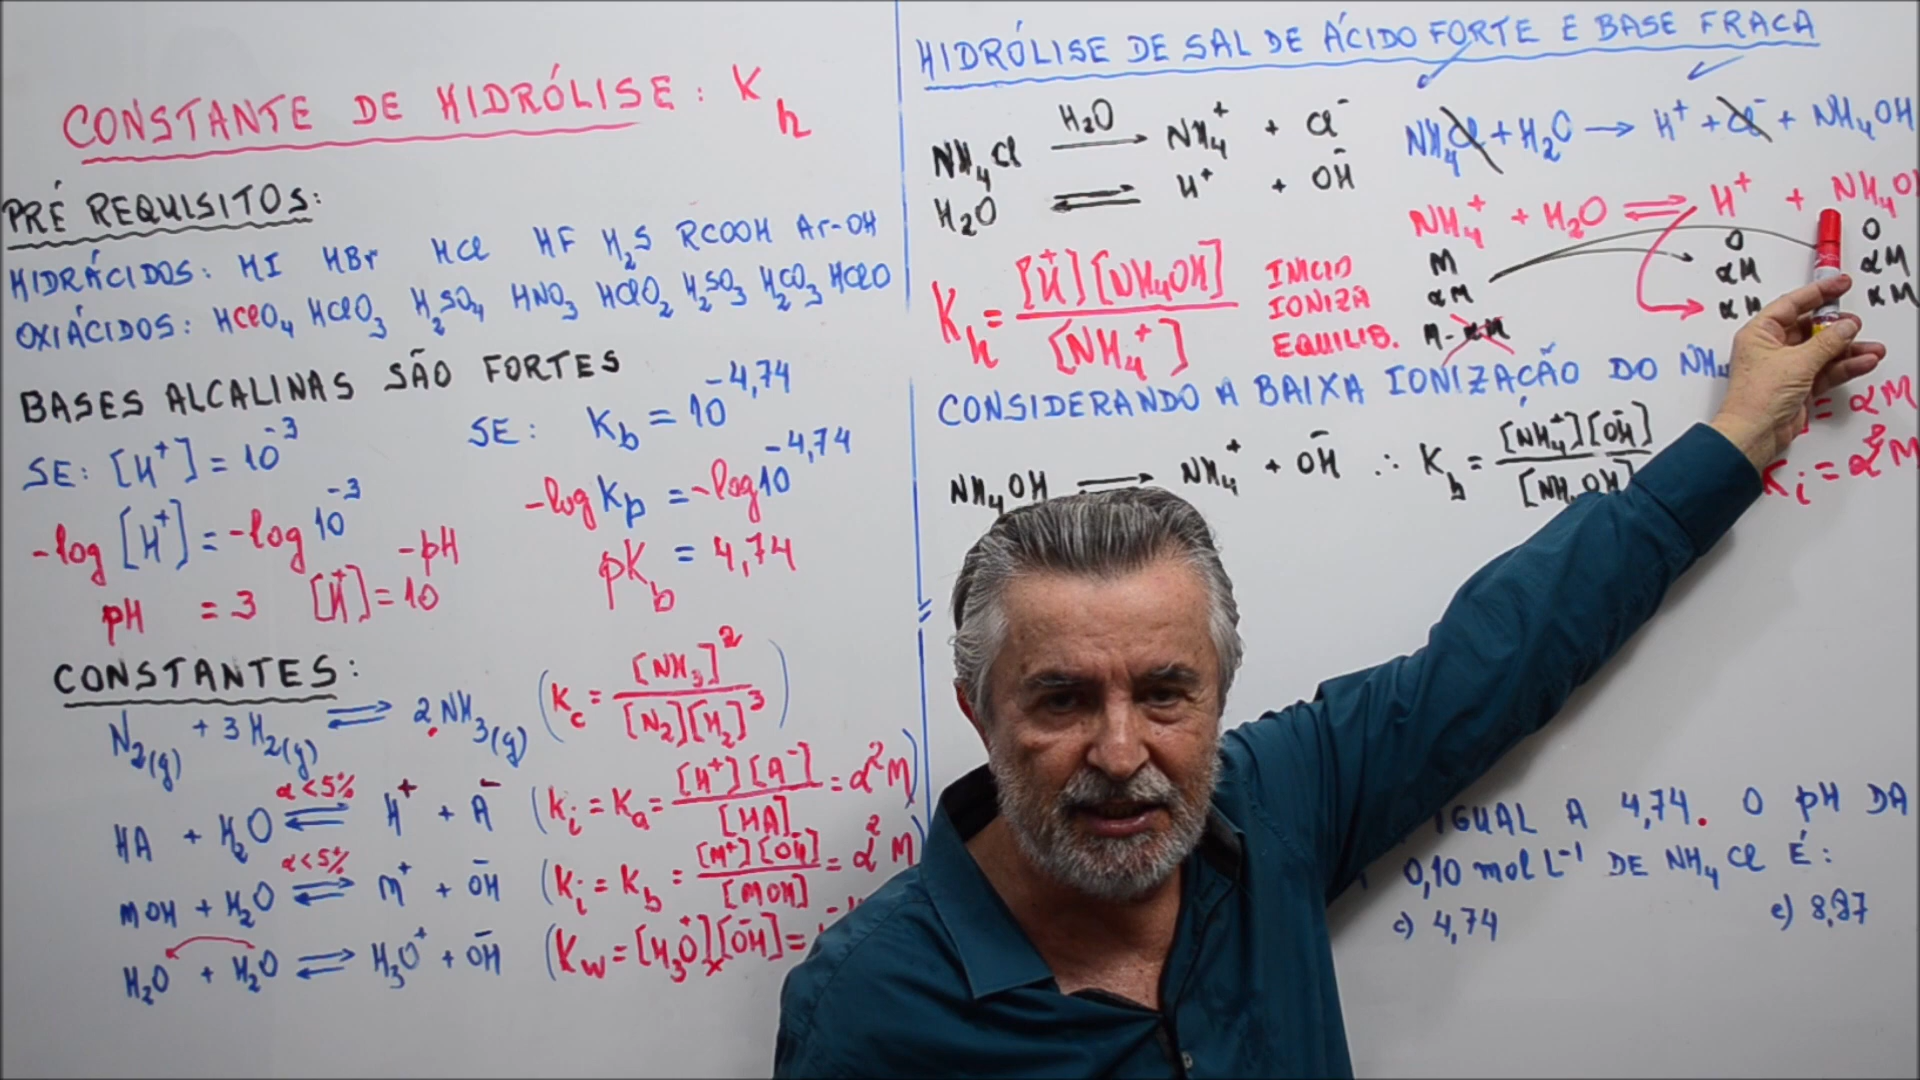 CONSTANTE DE HIDRÓLISE: Kh
PRÉ REQUISITOS:
HIDRÁCIDOS: HI HBr HCl HF H₂S RCOOH Ar-OH
OXIÁCIDOS: HClO₄ HClO₃ H₂SO₄ HNO₃ HClO₂ H₂SO₃ H₂CO₃ HClO
BASES ALCALINAS SÃO FORTES
SE: [H⁺] = 10⁻³
-log [H⁺] = -log 10⁻³
pH = 3 [H⁺] = 10⁻ᵖᴴ
SE: Kb = 10⁻⁴,⁷⁴
-log Kb = -log 10⁻⁴,⁷⁴
pKb = 4,74
CONSTANTES:
N₂(g) + 3H₂(g) ⇌ 2NH₃(g) (Kc = [NH₃]²/[N₂][H₂]³)
α<5%
HA + H₂O ⇌ H⁺ + A⁻ (Ki = Ka = [H⁺][A⁻]/[HA] = α²M)
α<5%
MOH + H₂O ⇌ M⁺ + OH⁻ (Ki = Kb = [M⁺][OH⁻]/[MOH] = α²M)
H₂O + H₂O ⇌ H₃O⁺ + OH⁻ (Kw = [H₃O⁺]x[OH⁻] =
HIDRÓLISE DE SAL DE ÁCIDO FORTE E BASE FRACA
NH₄Cl →(H₂O) NH₄⁺ + Cl⁻
H₂O ⇌ H⁺ + OH⁻
NH₄Cl + H₂O → H⁺ + Cl⁻ + NH₄OH
NH₄⁺ + H₂O ⇌ H⁺ + NH₄OH
Kh = [H⁺][NH₄OH]/[NH₄⁺]
INICIO M 0 0
IONIZA αM αM αM
EQUILIB. M-αM αM αM
CONSIDERANDO A BAIXA IONIZAÇÃO DO
= αM
Ki = α²M
NH₄OH ⇌ NH₄⁺ + OH⁻ ∴ Kb = [NH₄⁺][OH⁻]/[NH₄OH]
IGUAL A 4,74. O pH DA
0,10 mol L⁻¹ DE NH₄Cl É:
c) 4,74 e) 8,87